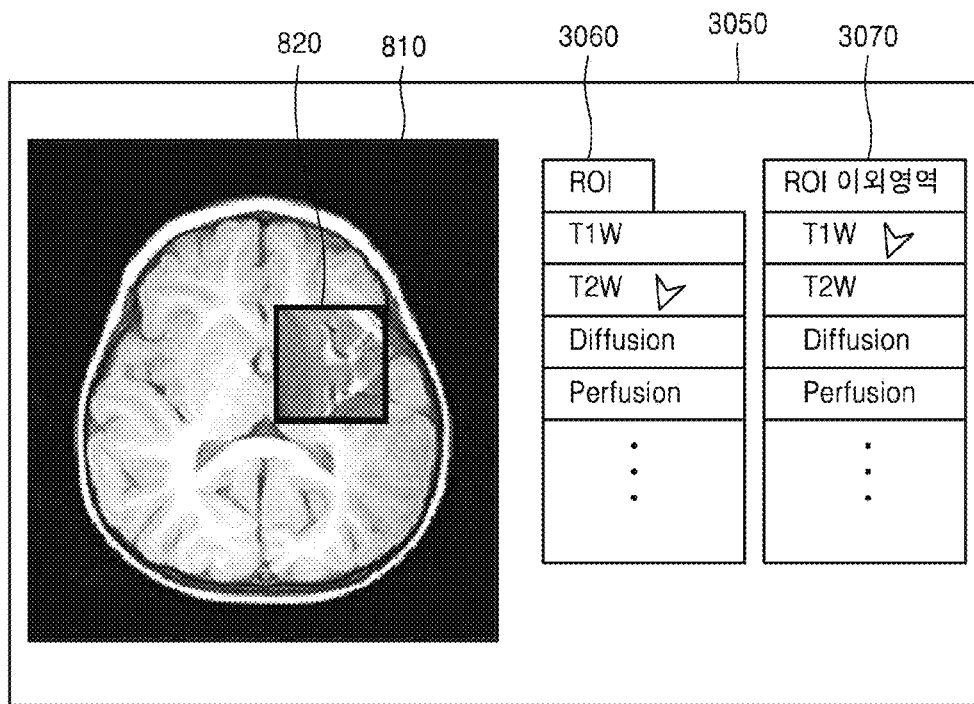 820 810 3060 3050 3070
ROI
T1W
T2W
Diffusion
Perfusion
ROI 이외영역
T1W
T2W
Diffusion
Perfusion